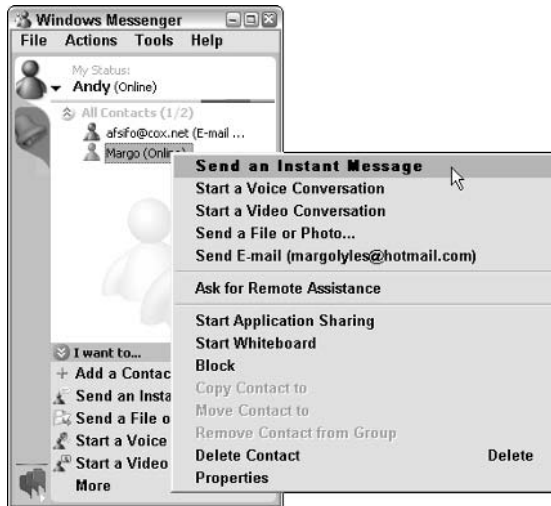 Windows Messenger
File Actions Tools Help
My Status:
Andy (Online)
All Contacts (1/2)
afsifo@cox.net (E-mail ...
Margo (Online)
Send an Instant Message
Start a Voice Conversation
Start a Video Conversation
Send a File or Photo...
Send E-mail (margolyles@hotmail.com)
Ask for Remote Assistance
Start Application Sharing
Start Whiteboard
Block
Copy Contact to
Move Contact to
Remove Contact from Group
Delete Contact Delete
Properties
I want to...
Add a Contac
Send an Insta
Send a File o
Start a Voice
Start a Video
More